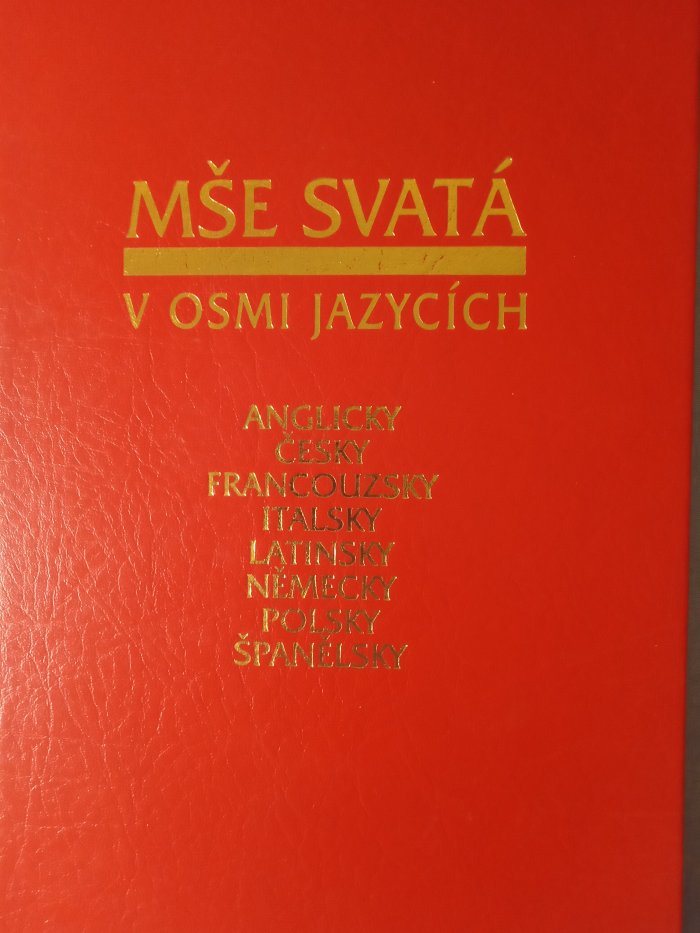 MŠE SVATÁ
V OSMI JAZYCÍCH
ANGLICKY
ČESKY
FRANCOUZSKY
ITALSKY
LATINSKY
NĚMECKY
POLSKY
ŠPANĚLSKY